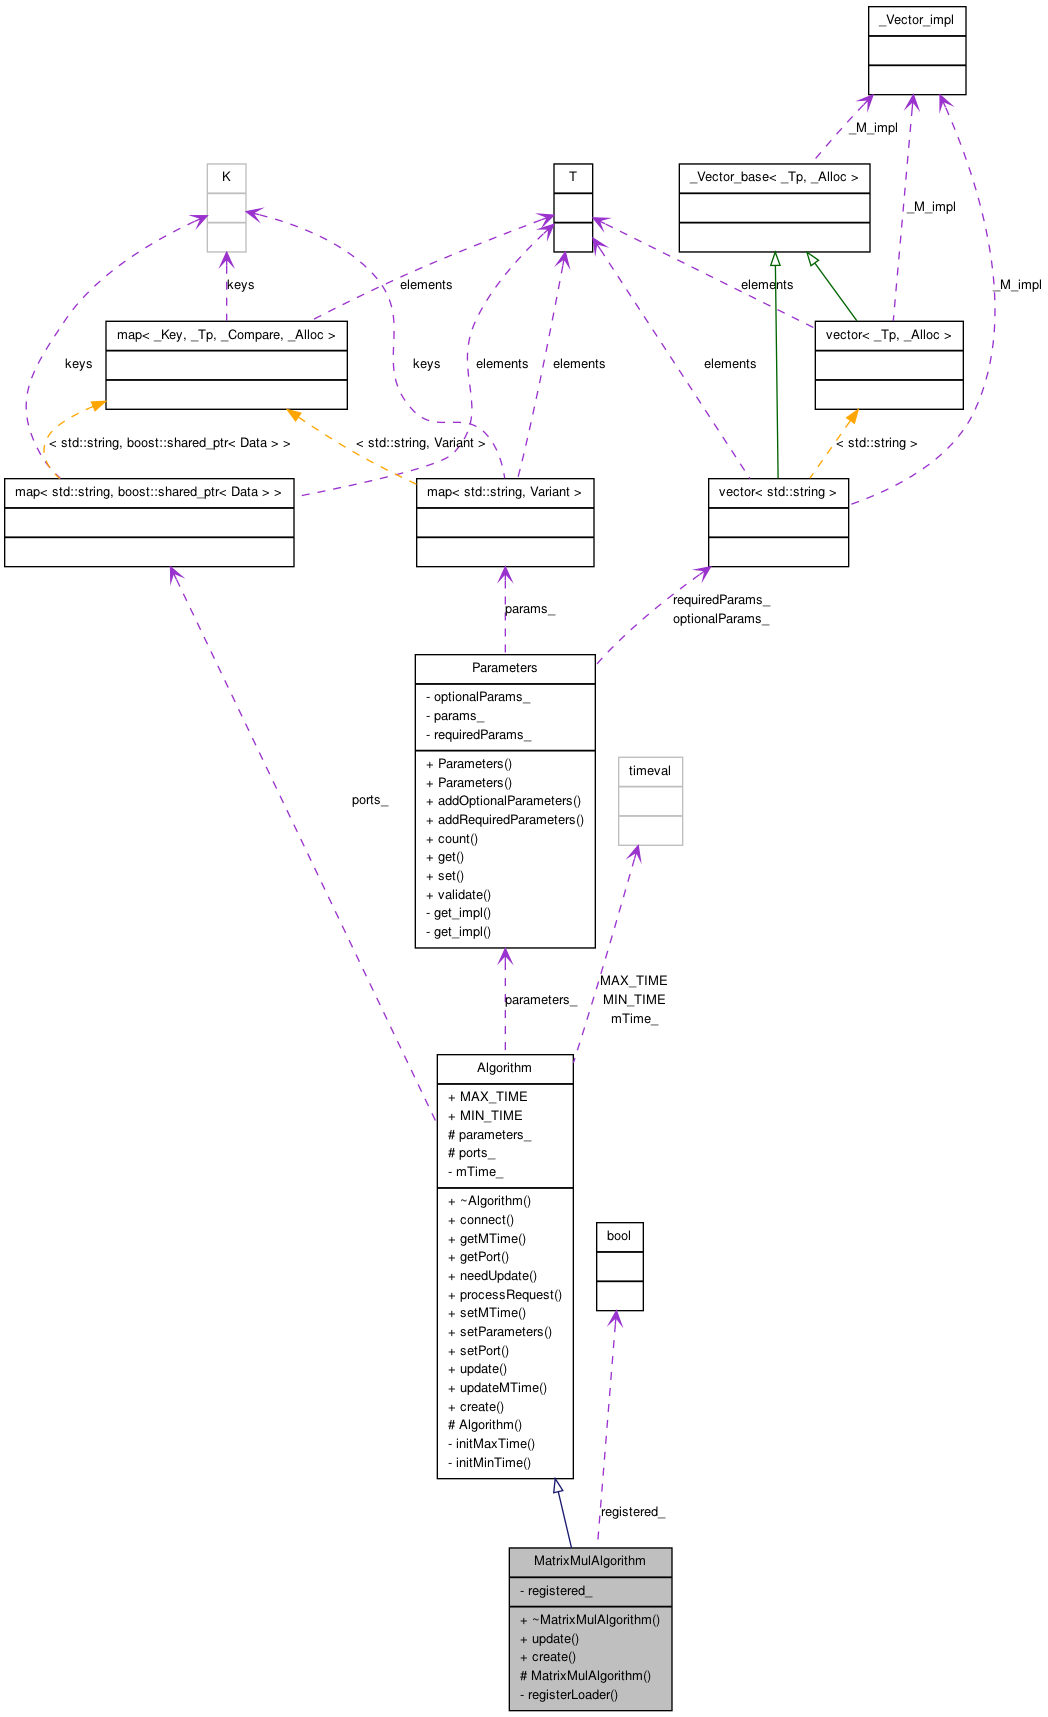 _Vector_impl
_M_impl
K
T
_Vector_base< _Tp, _Alloc >
_M_impl
keys
elements
elements
_M_impl
map< _Key, _Tp, _Compare, _Alloc >
vector< _Tp, _Alloc >
keys
keys
elements
elements
elements
< std::string, boost::shared_ptr< Data > >
< std::string, Variant >
< std::string >
map< std::string, boost::shared_ptr< Data > >
map< std::string, Variant >
vector< std::string >
params_
requiredParams_
optionalParams_
Parameters
- optionalParams_
- params_
- requiredParams_
+ Parameters()
+ Parameters()
+ addOptionalParameters()
+ addRequiredParameters()
+ count()
+ get()
+ set()
+ validate()
- get_impl()
- get_impl()
timeval
ports_
parameters_
MAX_TIME
MIN_TIME
mTime_
Algorithm
+ MAX_TIME
+ MIN_TIME
# parameters_
# ports_
- mTime_
+ ~Algorithm()
+ connect()
+ getMTime()
+ getPort()
+ needUpdate()
+ processRequest()
+ setMTime()
+ setParameters()
+ setPort()
+ update()
+ updateMTime()
+ create()
# Algorithm()
- initMaxTime()
- initMinTime()
bool
registered_
MatrixMulAlgorithm
- registered_
+ ~MatrixMulAlgorithm()
+ update()
+ create()
# MatrixMulAlgorithm()
- registerLoader()